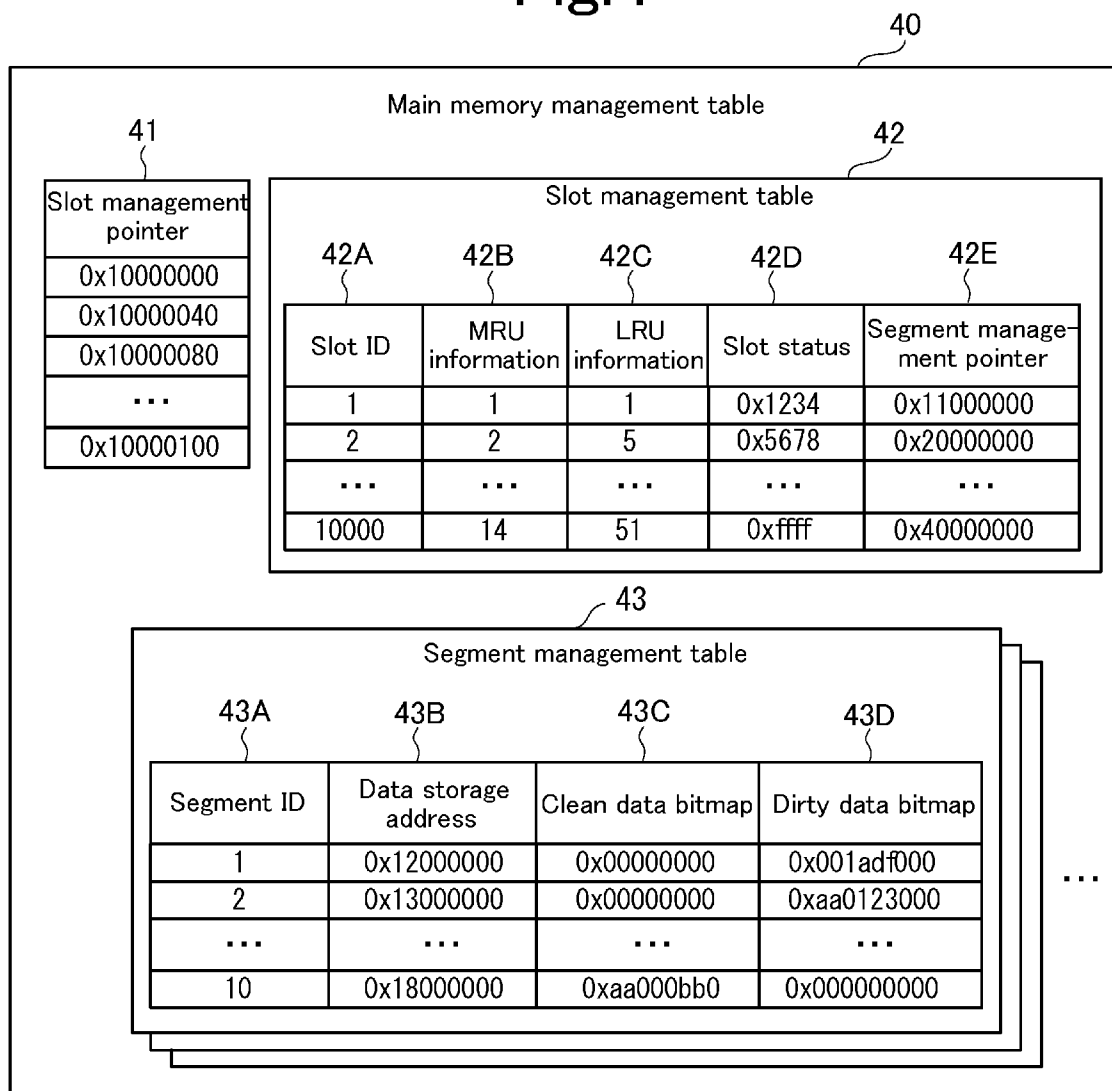 40
Main memory management table
41
42
Slot management
pointer
0x10000000
0x10000040
0x10000080
...
0x10000100
Slot management table
42A 42B 42C 42D 42E
Slot ID
MRU
information
LRU
information
Slot status
Segment manage-
ment pointer
1 1 1 0x1234 0x11000000
2 2 5 0x5678 0x20000000
... ... ... ... ...
10000 14 51 0xffff 0x40000000
43
Segment management table
43A 43B 43C 43D
Segment ID
Data storage
address
Clean data bitmap
Dirty data bitmap
1 0x12000000 0x00000000 0x001adf000
2 0x13000000 0x00000000 0xaa0123000
... ... ... ...
10 0x18000000 0xaa000bb0 0x000000000
...